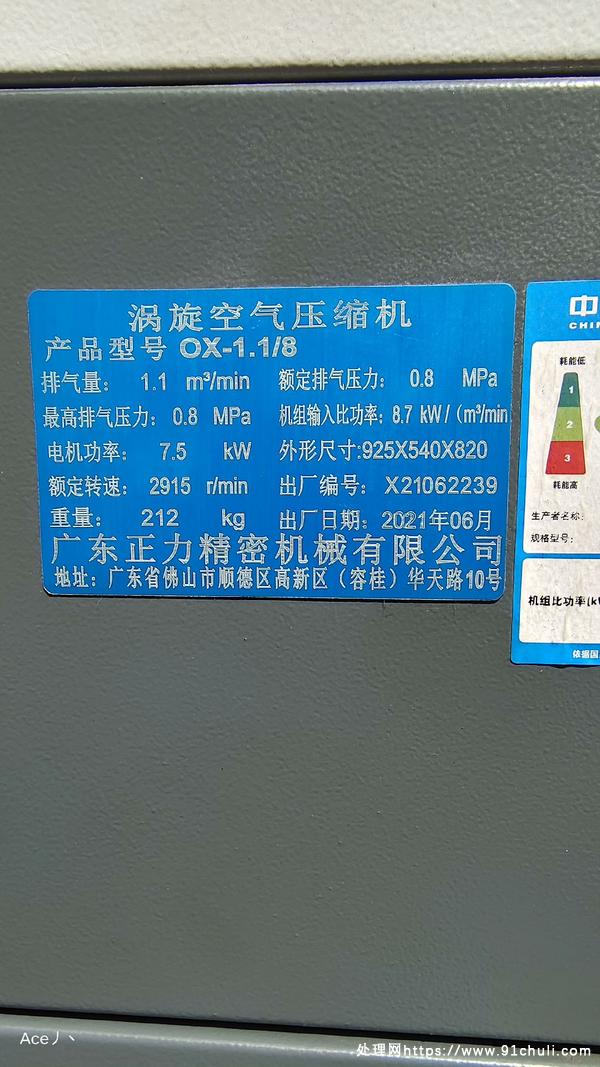 涡旋空气压缩机
产品型号 OX-1.1/8
排气量: 1.1 m³/min 额定排气压力: 0.8 MPa
最高排气压力: 0.8 MPa 机组输入比功率: 8.7 kW/(m³/min
电机功率: 7.5 kW 外形尺寸:925X540X820
额定转速: 2915 r/min 出厂编号: X21062239
重量: 212 kg 出厂日期: 2021年06月
广东正力精密机械有限公司
地址: 广东省佛山市顺德区高新区(容桂)华天路10号
中
CHIN
耗能低
1
2
3
耗能高
生产者名称:
规格型号:
机组比功率(k
依据国
Ace丿丶
处理网https://www.91chuli.com